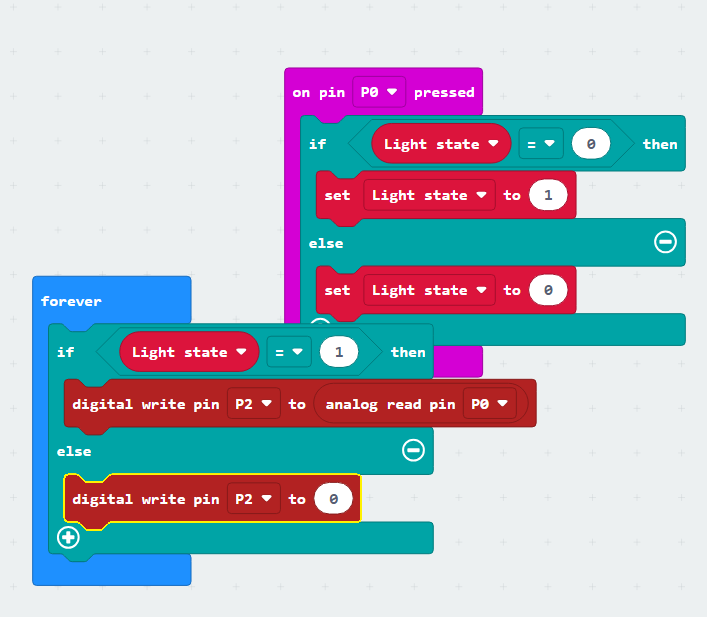 on pin P0 pressed
if Light state = 0 then
set Light state to 1
else
set Light state to 0
forever
if Light state = 1 then
digital write pin P2 to analog read pin P0
else
digital write pin P2 to 0